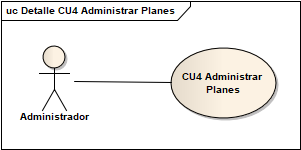 uc Detalle CU4 Administrar Planes
CU4 Administrar
Planes
Administrador